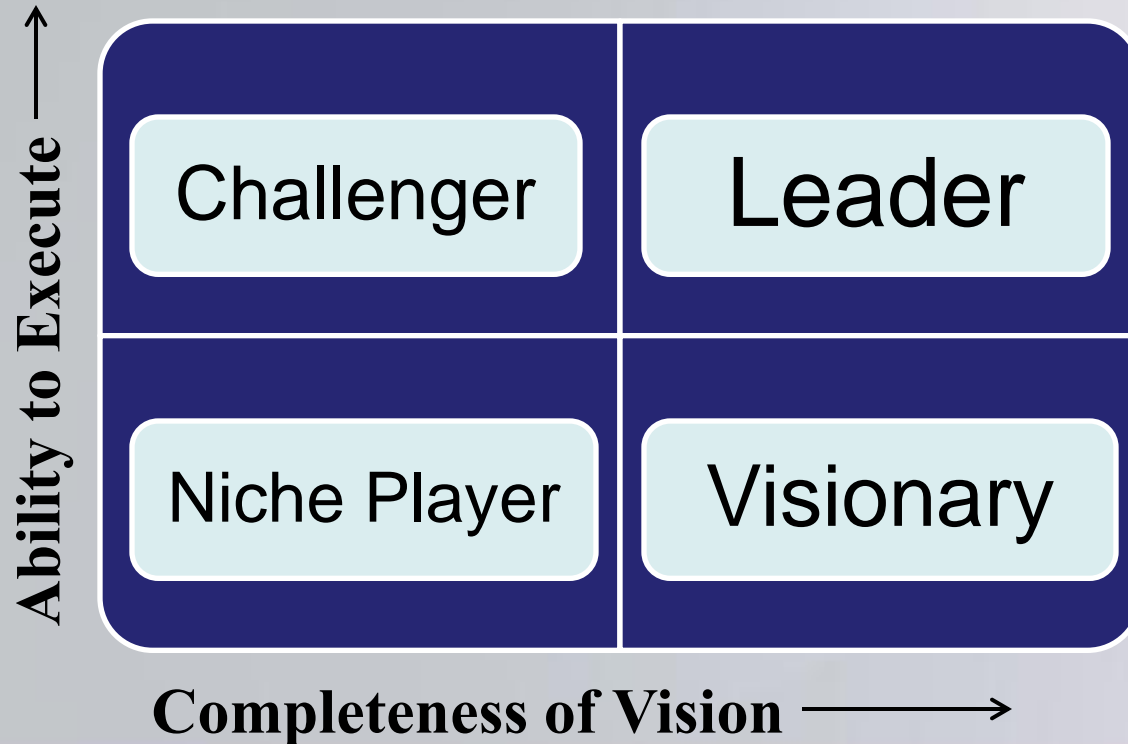 Ability to Execute
Challenger
Leader
Niche Player
Visionary
Completeness of Vision